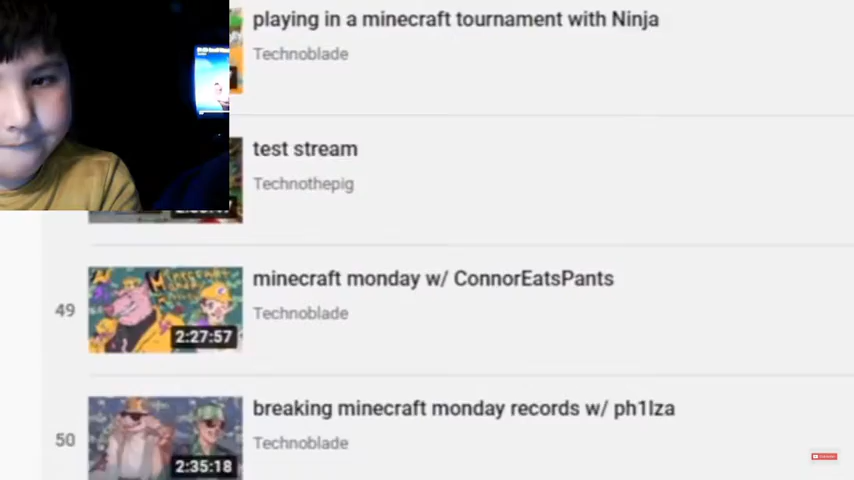 playing in a minecraft tournament with Ninja
Technoblade
test stream
Technothepig
49
2:27:57
minecraft monday w/ ConnorEatsPants
Technoblade
50
2:35:18
breaking minecraft monday records w/ ph1lza
Technoblade